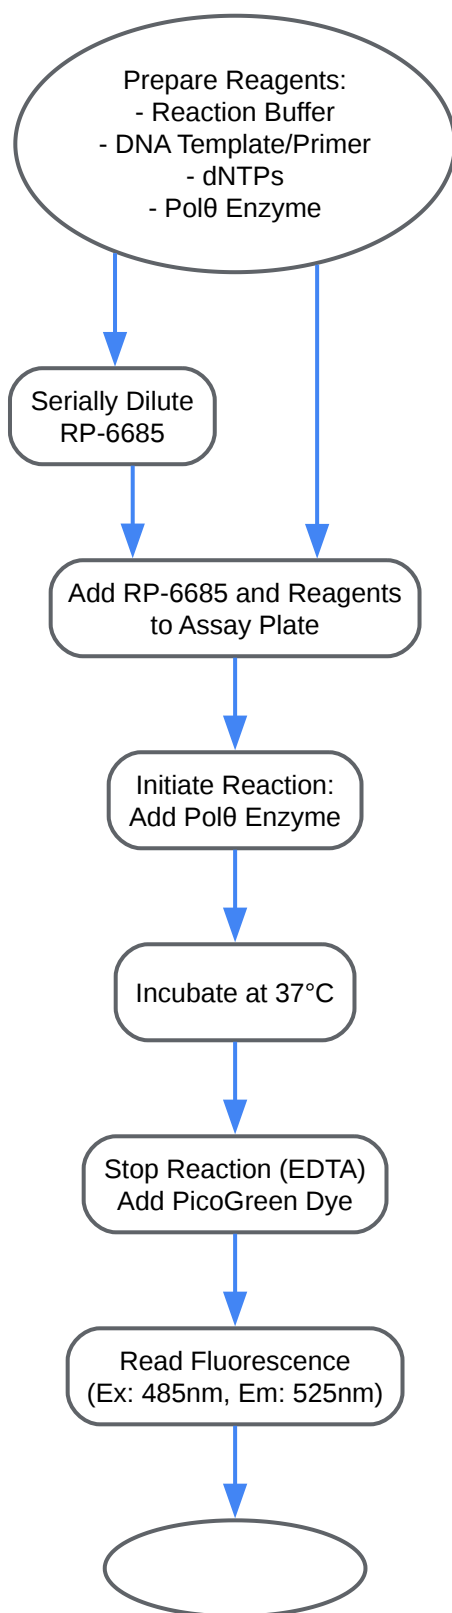 Prepare Reagents:
- Reaction Buffer
- DNA Template/Primer
- dNTPs
- Polθ Enzyme
Serially Dilute
RP-6685
Add RP-6685 and Reagents
to Assay Plate
Initiate Reaction:
Add Polθ Enzyme
Incubate at 37°C
Stop Reaction (EDTA)
Add PicoGreen Dye
Read Fluorescence
(Ex: 485nm, Em: 525nm)